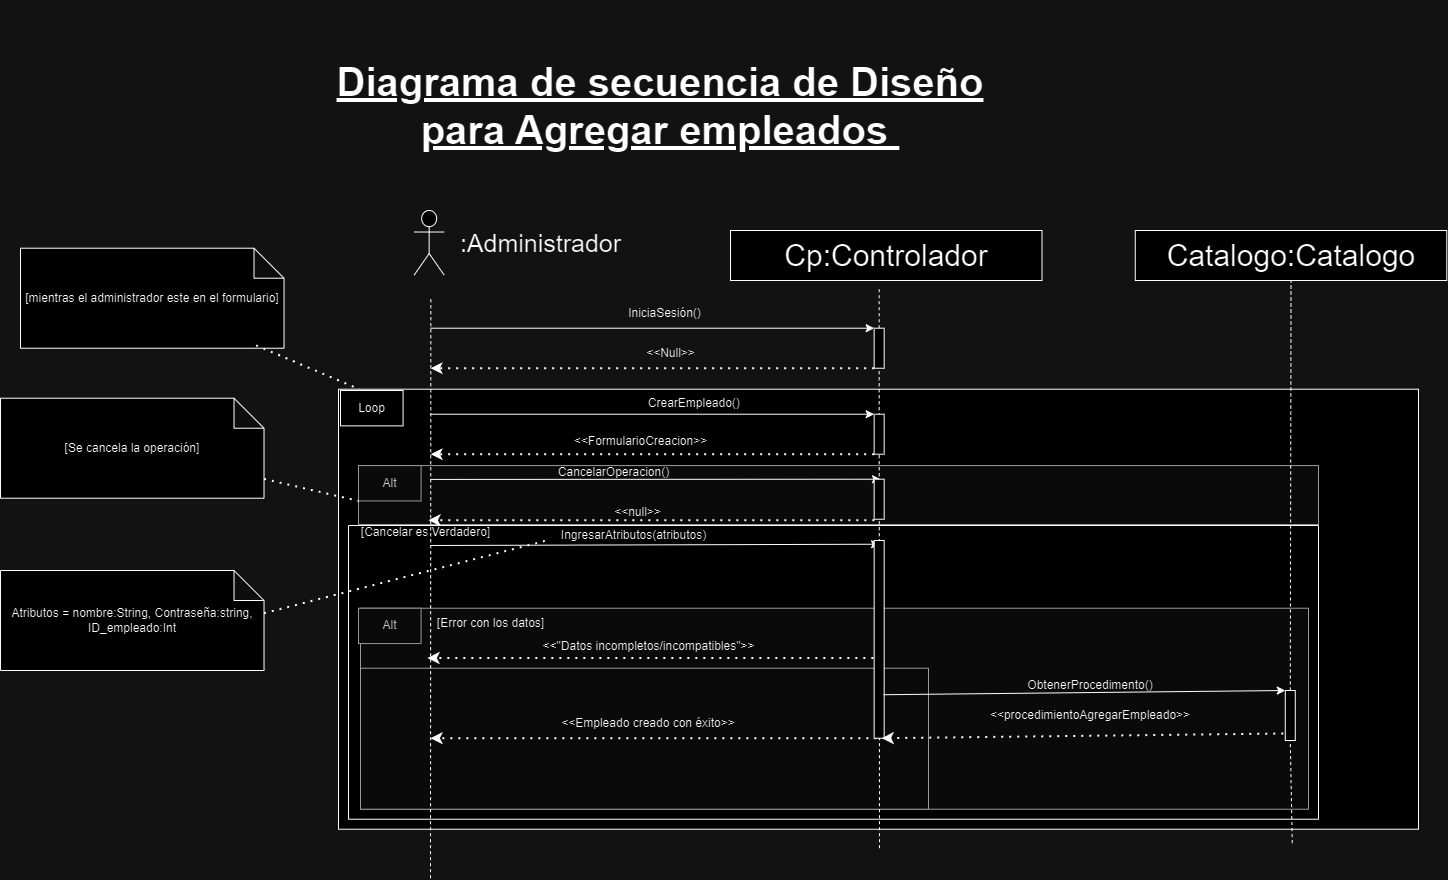 Diagrama de secuencia de Diseño
para Agregar empleados
:Administrador
Cp:Controlador
Catalogo:Catalogo
[mientras el administrador este en el formulario]
IniciaSesión()
<<Null>>
Loop
CrearEmpleado()
<<FormularioCreacion>>
[Se cancela la operación]
Alt
CancelarOperacion()
<<null>>
[Cancelar es Verdadero]
IngresarAtributos(atributos)
Atributos = nombre:String, Contraseña:string,
ID_empleado:Int
Alt
[Error con los datos]
<<"Datos incompletos/incompatibles">>
ObtenerProcedimento()
<<procedimientoAgregarEmpleado>>
<<Empleado creado con éxito>>